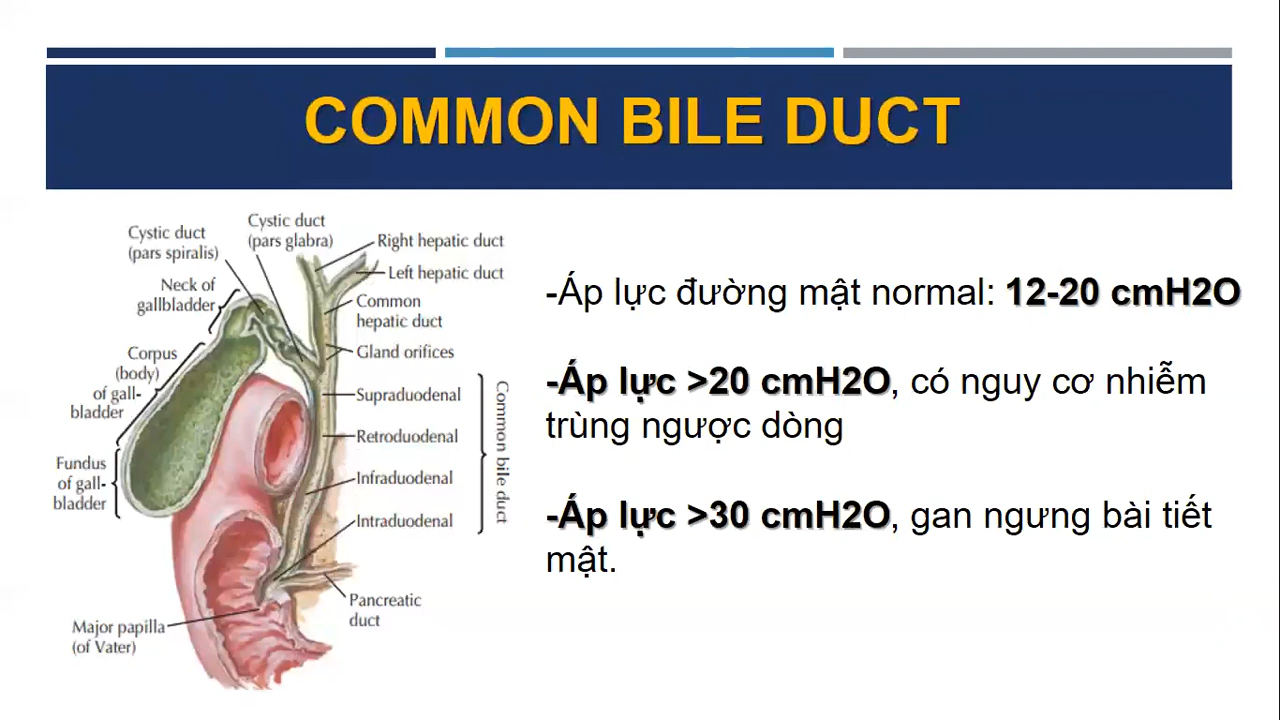 COMMON BILE DUCT
Cystic duct
(pars spiralis)
Cystic duct
(pars glabra)
Right hepatic duct
Left hepatic duct
Neck of
gallbladder
Common
hepatic duct
Gland orifices
Corpus
(body)
of gall-
bladder
Supraduodenal
Retroduodenal
Infraduodenal
Intraduodenal
Common bile duct
Fundus
of gall-
bladder
Pancreatic
duct
Major papilla
(of Vater)
-Áp lực đường mật normal: 12-20 cmH2O
-Áp lực >20 cmH2O, có nguy cơ nhiễm
trùng ngược dòng
-Áp lực >30 cmH2O, gan ngưng bài tiết
mật.